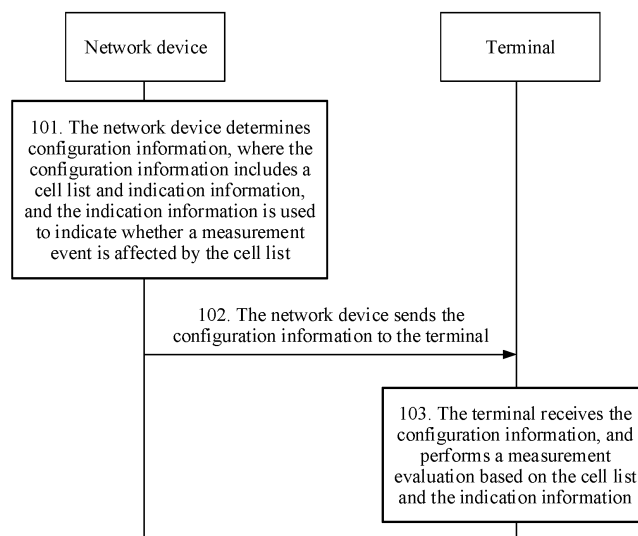 Network device
Terminal
101. The network device determines
configuration information, where the
configuration information includes a
cell list and indication information,
and the indication information is used
to indicate whether a measurement
event is affected by the cell list
102. The network device sends the
configuration information to the terminal
103. The terminal receives the
configuration information, and
performs a measurement
evaluation based on the cell list
and the indication information